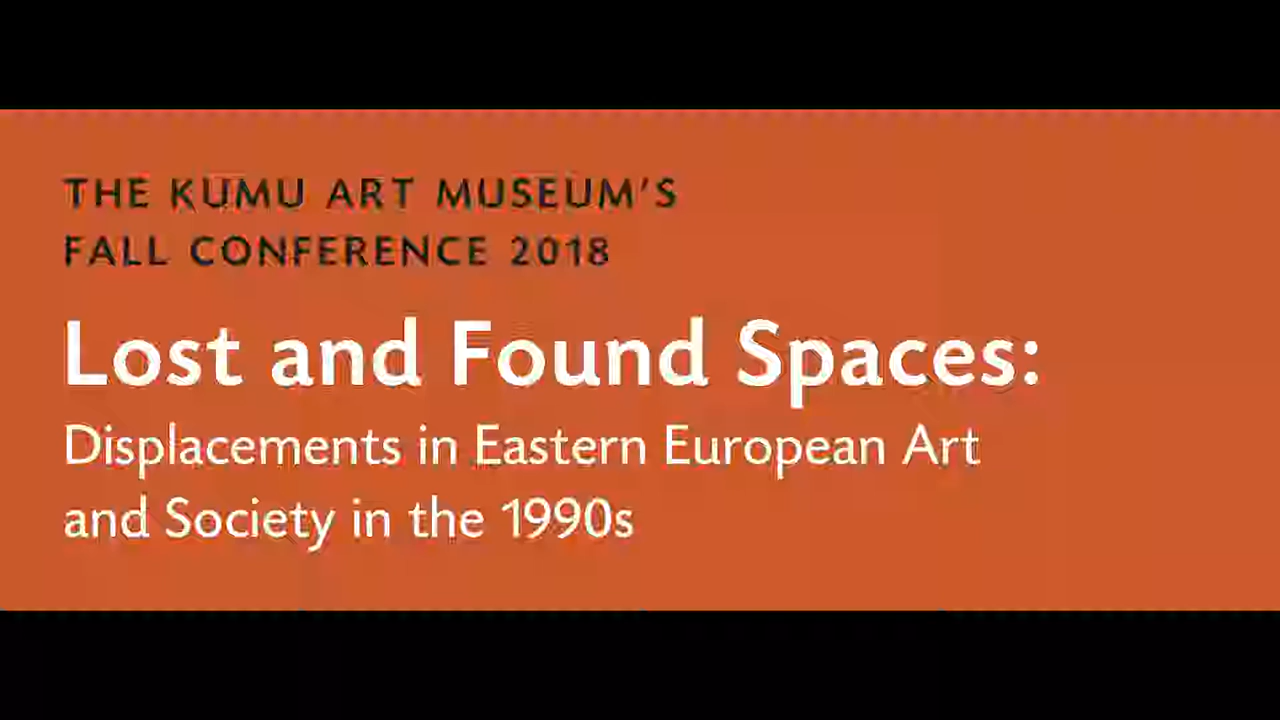 THE KUMU ART MUSEUM'S
FALL CONFERENCE 2018
Lost and Found Spaces:
Displacements in Eastern European Art
and Society in the 1990s